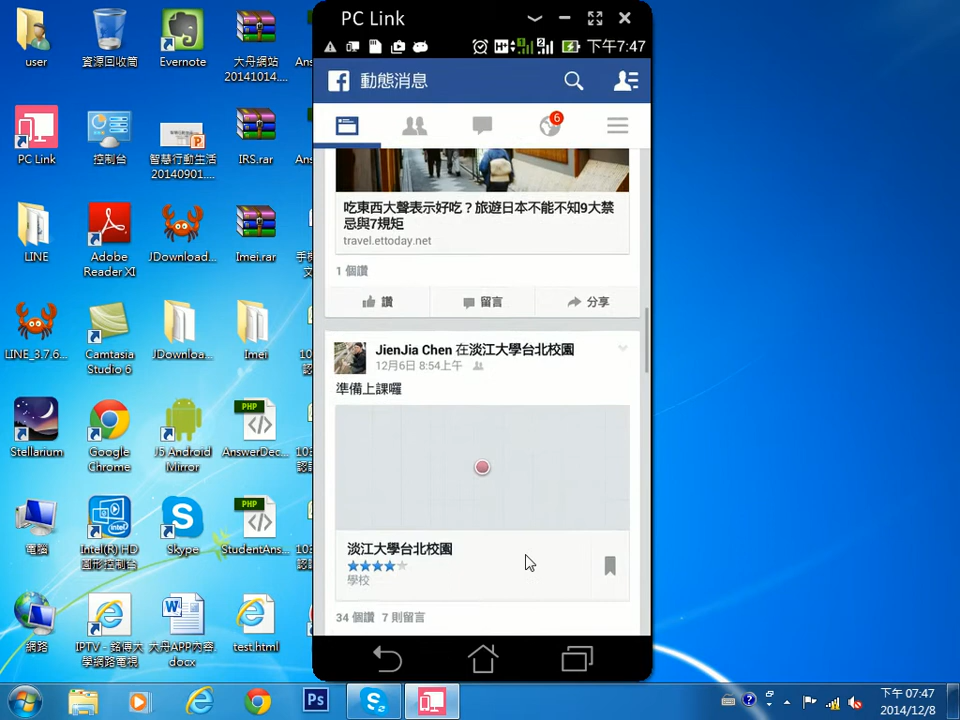 PC Link
下午7:47
動態消息
6
吃東西大聲表示好吃？旅遊日本不能不知9大禁
忌與7規矩
travel.ettoday.net
1 個讚
讚
留言
分享
JienJia Chen 在淡江大學台北校園
12月6日 8:54上午
準備上課囉
淡江大學台北校園
學校
34 個讚 7 則留言
user
資源回收筒
Evernote
大舟網站
20141014....
PC Link
控制台
智慧行動生活
20140901....
IRS.rar
LINE
Adobe
Reader XI
JDownload...
Imei.rar
LINE_3.7.6...
Camtasia
Studio 6
JDownloa...
Imei
Stellarium
Google
Chrome
J5 Android
Mirror
PHP
AnswerDec...
電腦
Intel(R) HD
圖形控制台
Skype
PHP
StudentAns...
網路
IPTV - 銘傳大
學網路電視
大舟APP內容.
docx
test.html
Ps
下午 07:47
2014/12/8